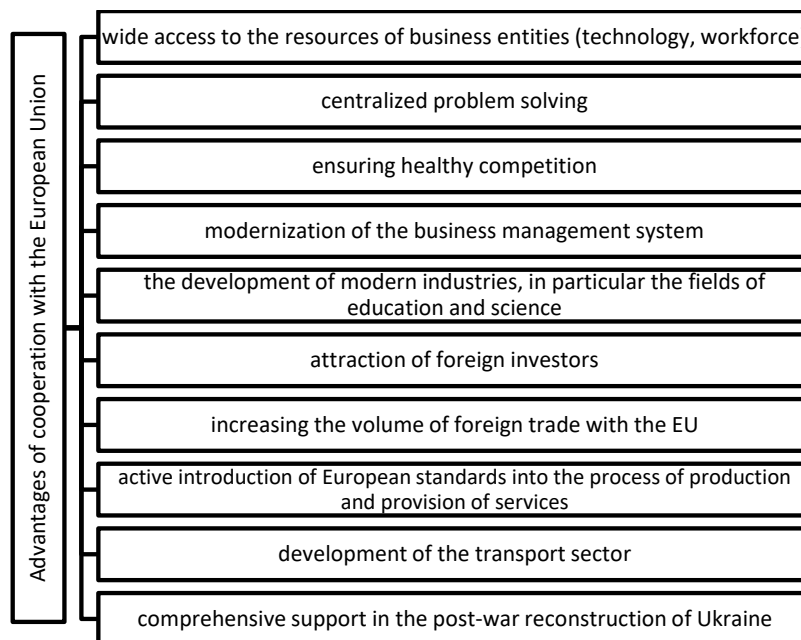 Advantages of cooperation with the European Union
wide access to the resources of business entities (technology, workforce
centralized problem solving
ensuring healthy competition
modernization of the business management system
the development of modern industries, in particular the fields of
education and science
attraction of foreign investors
increasing the volume of foreign trade with the EU
active introduction of European standards into the process of production
and provision of services
development of the transport sector
comprehensive support in the post-war reconstruction of Ukraine